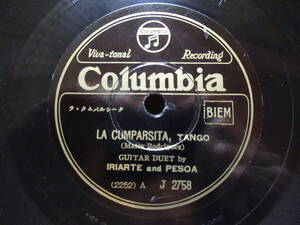 Viva-tonal Recording
Columbia
ラ・クムパルシータ
BIEM
LA CUMPARSITA, TANGO
(Matos Rodriguez)
GUITAR DUET by
IRIARTE and PESOA
(2252) A J 2758